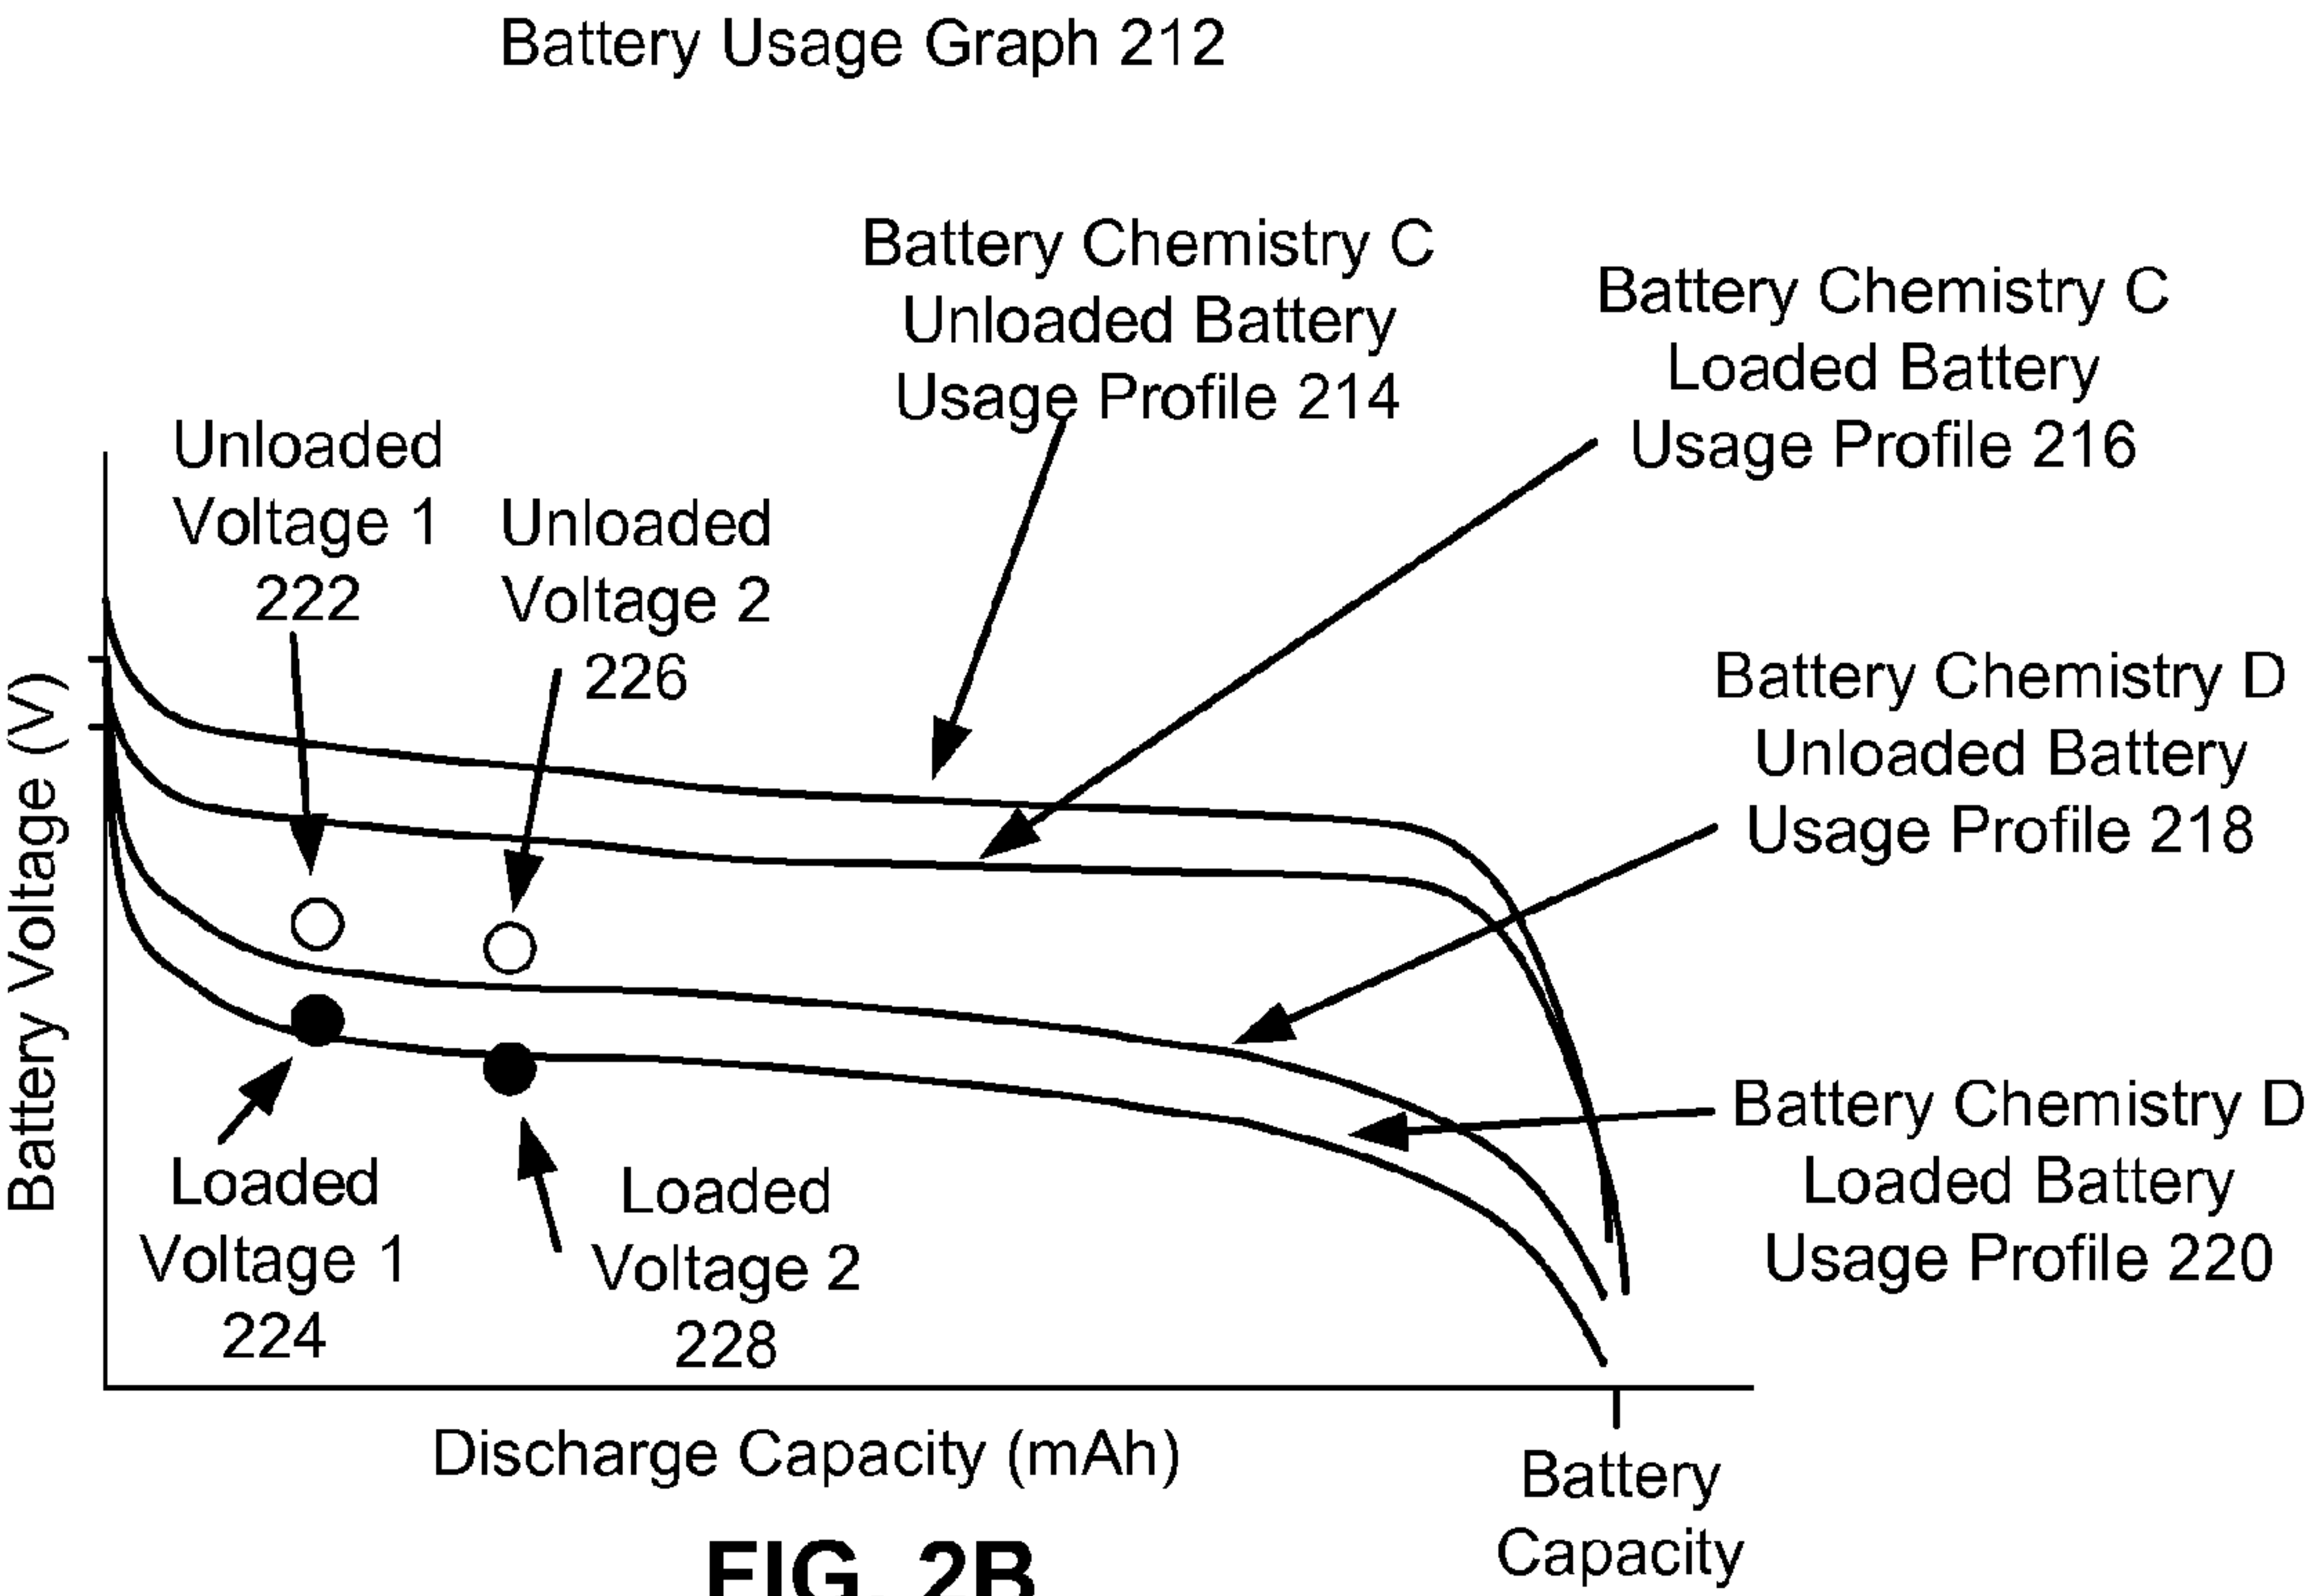 Battery Usage Graph 212
Battery Chemistry C
Unloaded Battery
Usage Profile 214
Battery Chemistry C
Loaded Battery
Usage Profile 216
Unloaded
Voltage 1
222
Unloaded
Voltage 2
226
Battery Chemistry D
Unloaded Battery
Usage Profile 218
Battery Voltage (V)
Battery Chemistry D
Loaded Battery
Usage Profile 220
Loaded
Voltage 1
224
Loaded
Voltage 2
228
Discharge Capacity (mAh)
Battery
Capacity
FIG. 2B